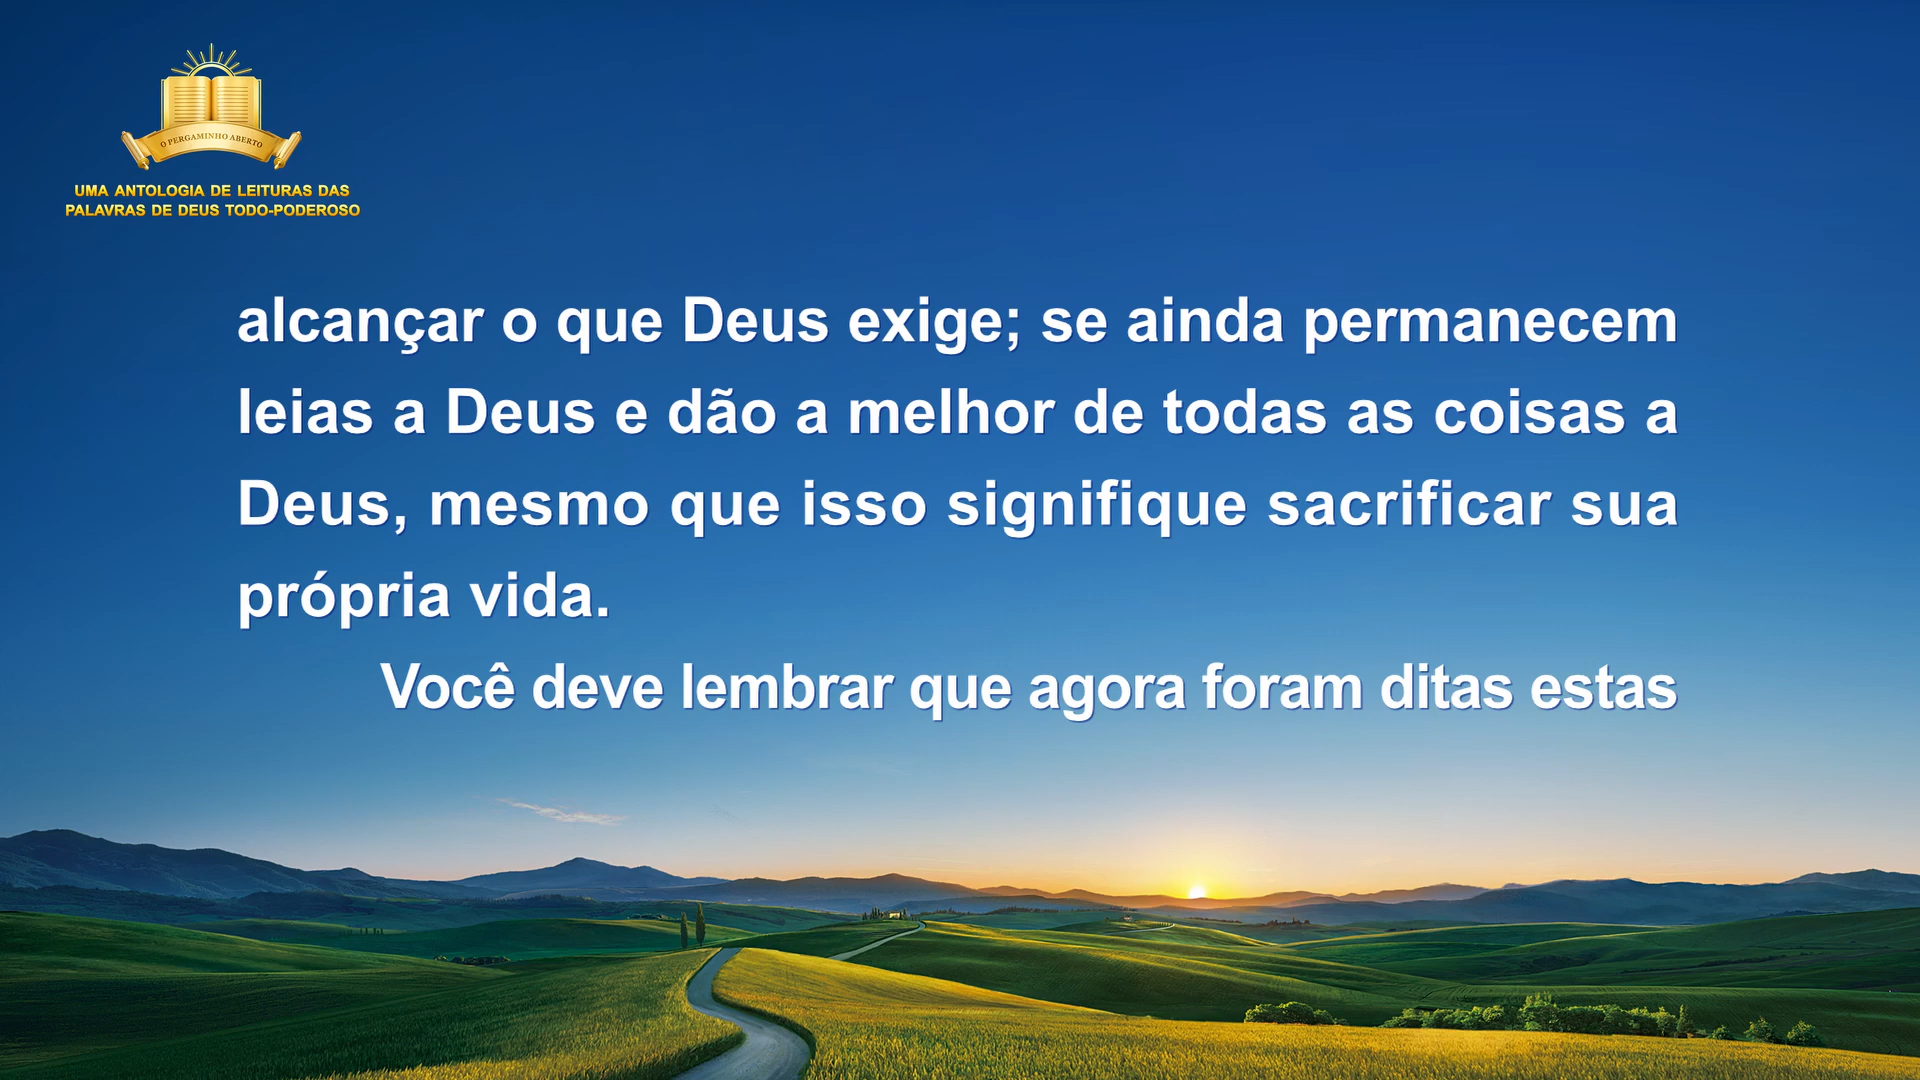 O PERGAMINHO ABERTO
UMA ANTOLOGIA DE LEITURAS DAS
PALAVRAS DE DEUS TODO-PODEROSO
alcançar o que Deus exige; se ainda permanecem
leias a Deus e dão a melhor de todas as coisas a
Deus, mesmo que isso signifique sacrificar sua
própria vida.
Você deve lembrar que agora foram ditas estas